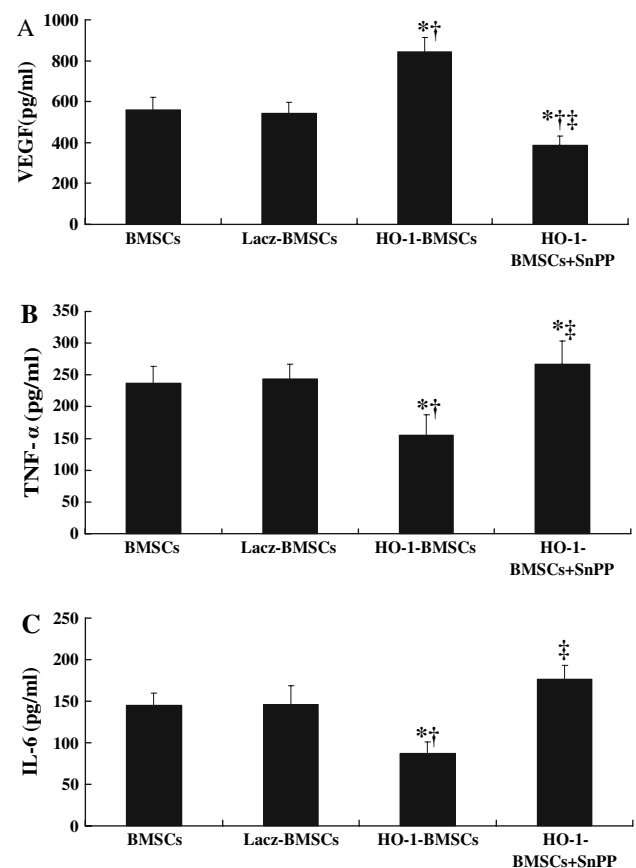 A
VEGF(pg/ml)
1000
800
600
400
200
0
*†
*†‡
BMSCs
Lacz-BMSCs
HO-1-BMSCs
HO-1-
BMSCs+SnPP
B
TNF-α (pg/ml)
350
300
250
200
150
100
50
0
*†
*‡
BMSCs
Lacz-BMSCs
HO-1-BMSCs
HO-1-
BMSCs+SnPP
C
IL-6 (pg/ml)
250
200
150
100
50
0
*†
‡
BMSCs
Lacz-BMSCs
HO-1-BMSCs
HO-1-
BMSCs+SnPP